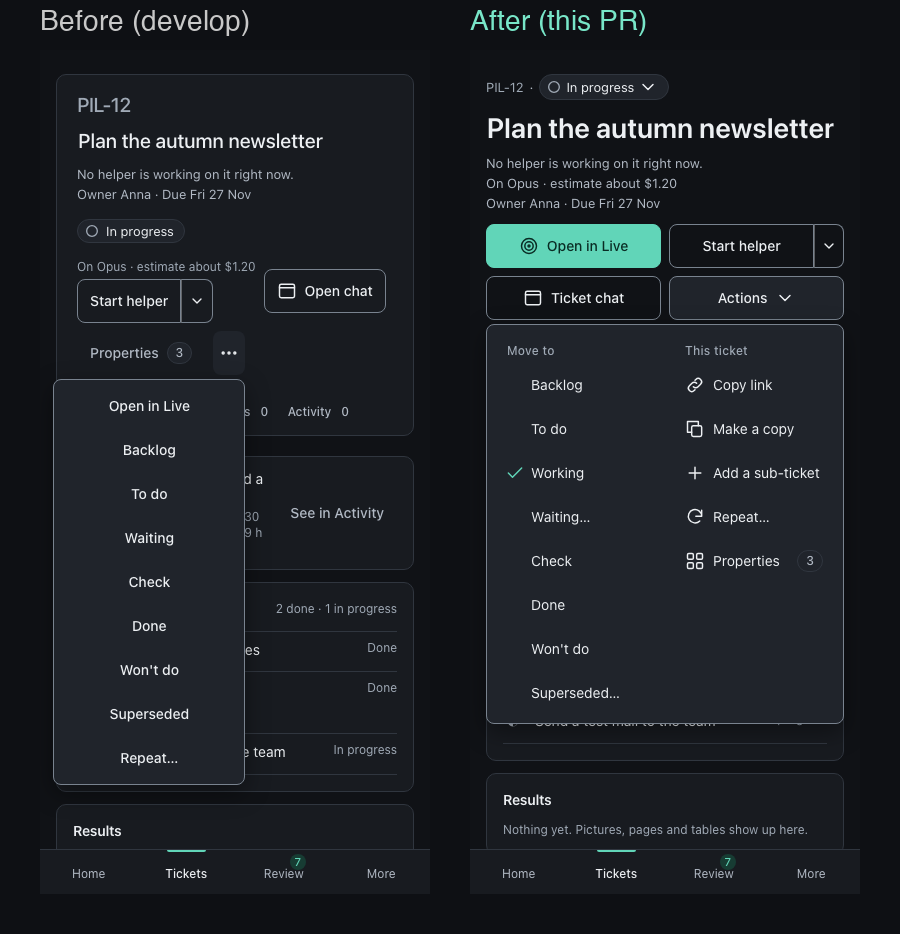 Before (develop)
PIL-12
Plan the autumn newsletter
No helper is working on it right now.
Owner Anna · Due Fri 27 Nov
In progress
On Opus · estimate about $1.20
Start helper
Open chat
Properties 3
Open in Live
Backlog
To do
Waiting
Check
Done
Won't do
Superseded
Repeat...
0 Activity 0
d a
30
9 h
See in Activity
2 done · 1 in progress
es Done
Done
team In progress
Results
Home Tickets Review 7 More
After (this PR)
PIL-12 · In progress
Plan the autumn newsletter
No helper is working on it right now.
On Opus · estimate about $1.20
Owner Anna · Due Fri 27 Nov
Open in Live
Start helper
Ticket chat
Actions
Move to
Backlog
To do
Working
Waiting...
Check
Done
Won't do
Superseded...
This ticket
Copy link
Make a copy
Add a sub-ticket
Repeat...
Properties 3
Results
Nothing yet. Pictures, pages and tables show up here.
Home Tickets Review 7 More